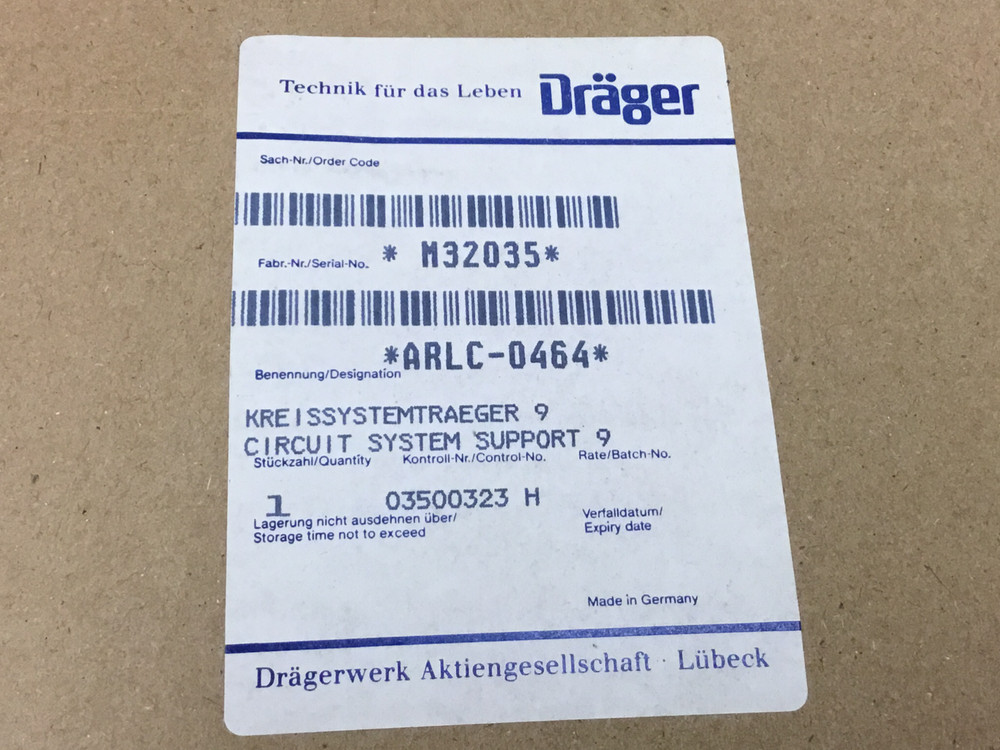 Technik für das Leben Dräger
Sach-Nr./Order Code
* M32035*
Fabr.-Nr./Serial-No.
*ARLC-0464*
Benennung/Designation
KREISSYSTEMTRAEGER 9
CIRCUIT SYSTEM SUPPORT 9
Stückzahl/Quantity Kontroll-Nr./Control-No. Rate/Batch-No.
1 03500323 H
Lagerung nicht ausdehnen über/
Storage time not to exceed
Verfalldatum/
Expiry date
Made in Germany
Drägerwerk Aktiengesellschaft · Lübeck